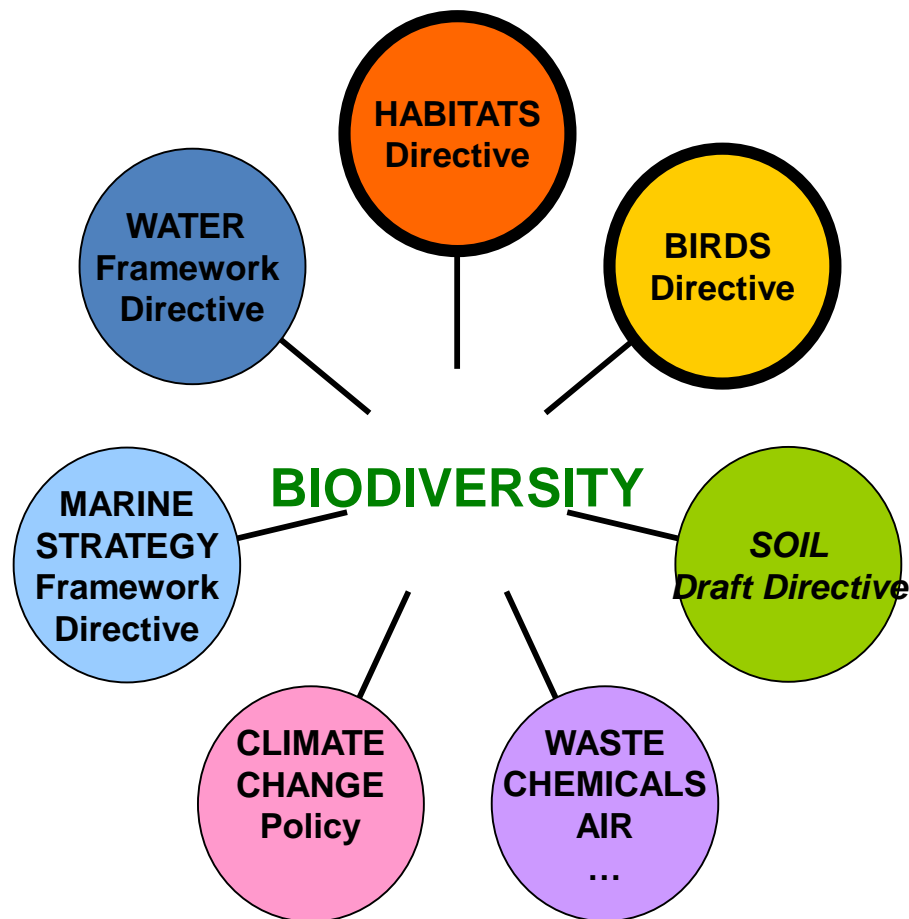 HABITATS
Directive
WATER
Framework
Directive
BIRDS
Directive
BIODIVERSITY
MARINE
STRATEGY
Framework
Directive
SOIL
Draft Directive
CLIMATE
CHANGE
Policy
WASTE
CHEMICALS
AIR
…